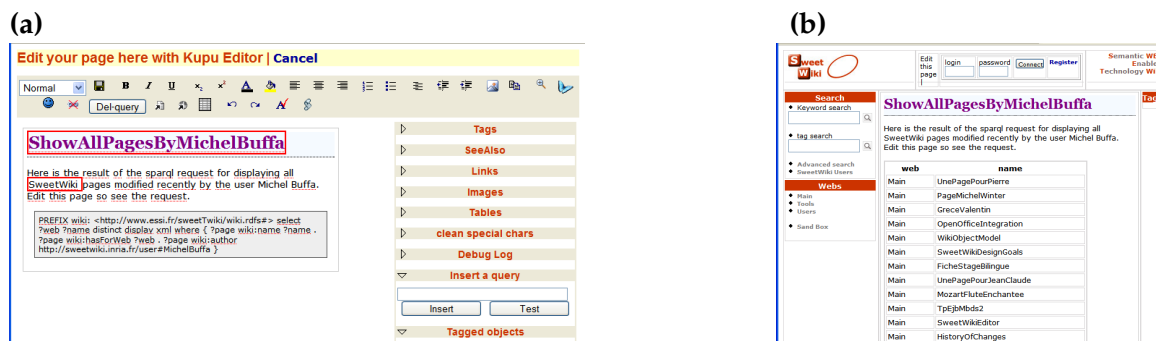 (a)
Edit your page here with Kupu Editor | Cancel
Normal
Del-query
ShowAllPagesByMichelBuffa
Here is the result of the sparql request for displaying all
SweetWiki pages modified recently by the user Michel Buffa.
Edit this page so see the request.
PREFIX wiki: <http://www.essi.fr/sweetTwiki/wiki.rdfs#> select
?web ?name distinct display xml where { ?page wiki:name ?name .
?page wiki:hasForWeb ?web . ?page wiki:author
http://sweetwiki.inria.fr/user#MichelBuffa }
Tags
SeeAlso
Links
Images
Tables
clean special chars
Debug Log
Insert a query
Insert Test
Tagged objects
(b)
Sweet
Wiki
Edit
this
page
login password Connect Register
Semantic
Enable
Technology
Search
Keyword search
tag search
Advanced search
SweetWiki Users
Webs
Main
Tools
Users
Sand Box
ShowAllPagesByMichelBuffa
Here is the result of the sparql request for displaying all
SweetWiki pages modified recently by the user Michel Buffa.
Edit this page so see the request.
web name
Main UnePagePourPierre
Main PageMichelWinter
Main GreceValentin
Main OpenOfficeIntegration
Main WikiObjectModel
Main SweetWikiDesignGoals
Main FicheStageBilingue
Main UnePagePourJeanClaude
Main MozartFluteEnchantee
Main TpEjbMbds2
Main SweetWikiEditor
Main HistoryOfChanges